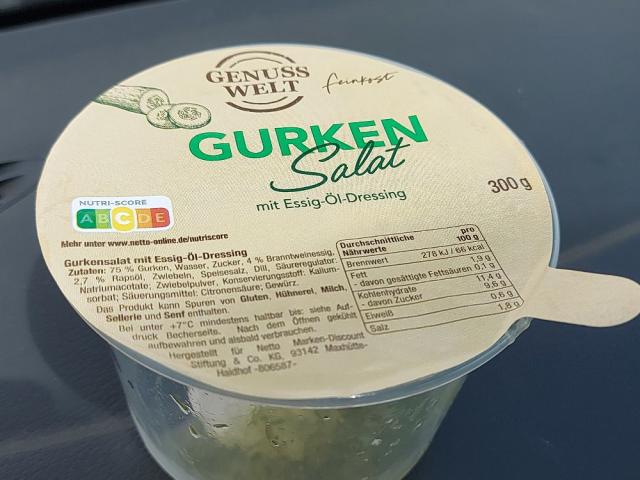 GENUSS
WELT
feinkost
GURKEN
Salat
mit Essig-Öl-Dressing
300 g
NUTRI-SCORE
A B C D E
Mehr unter www.netto-online.de/nutriscore
Gurkensalat mit Essig-Öl-Dressing
Zutaten: 75 % Gurken, Wasser, Zucker, 4 % Branntweinessig,
2,7 % Rapsöl, Zwiebeln, Speisesalz, Dill, Säureregulator:
Natriumacetate; Zwiebelpulver, Konservierungsstoff: Kalium-
sorbat; Säuerungsmittel: Citronensäure; Gewürz.
Das Produkt kann Spuren von Gluten, Hühnerei, Milch,
Sellerie und Senf enthalten.
Bei unter +7°C mindestens haltbar bis: siehe Auf-
druck Becherseite. Nach dem Öffnen gekühlt
aufbewahren und alsbald verbrauchen.
Hergestellt für Netto Marken-Discount
Stiftung & Co. KG, 93142 Maxhütte-
Haidhof -806587-
Durchschnittliche Nährwerte pro 100 g
Brennwert 276 kJ / 66 kcal
Fett 1,9 g
- davon gesättigte Fettsäuren 0,1 g
Kohlenhydrate 11,4 g
- davon Zucker 9,6 g
Eiweiß 0,6 g
Salz 1,8 g